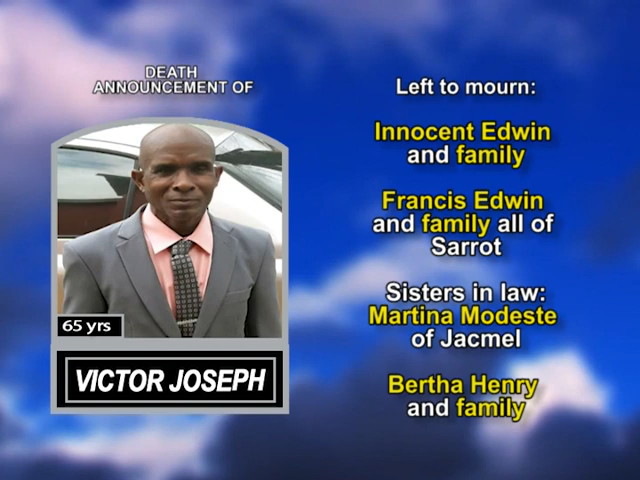 DEATH
ANNOUNCEMENT OF
65 yrs
VICTOR JOSEPH
Left to mourn:
Innocent Edwin
and family
Francis Edwin
and family all of
Sarrot
Sisters in law:
Martina Modeste
of Jacmel
Bertha Henry
and family